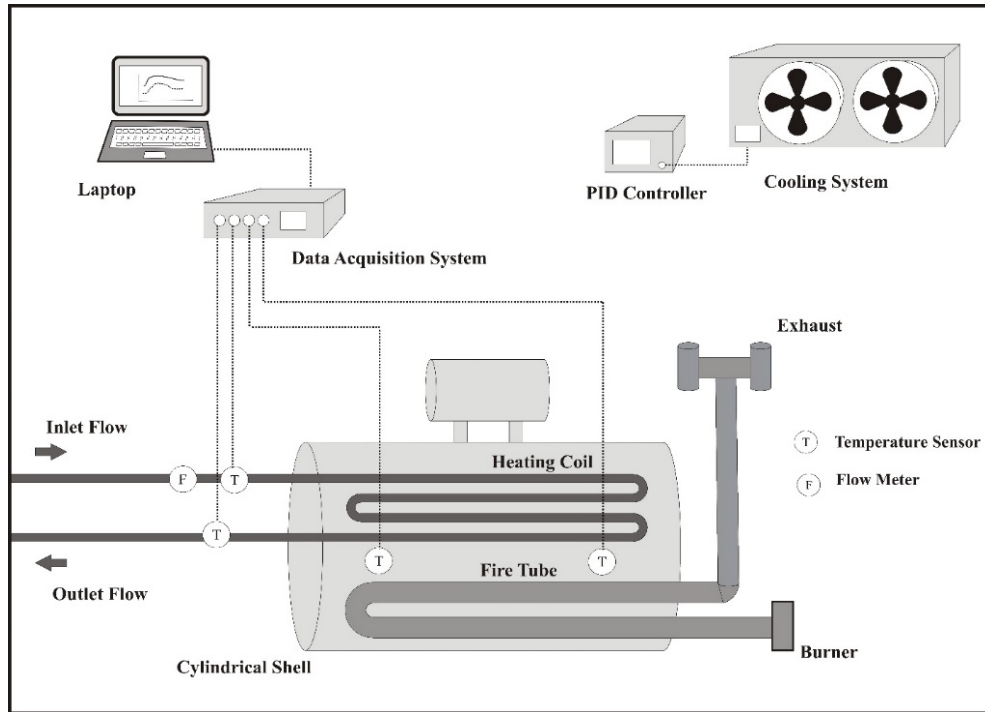 Laptop
PID Controller
Cooling System
Data Acquisition System
Exhaust
Inlet Flow
Heating Coil
T Temperature Sensor
F T
F Flow Meter
T
T T
Fire Tube
Outlet Flow
Cylindrical Shell
Burner